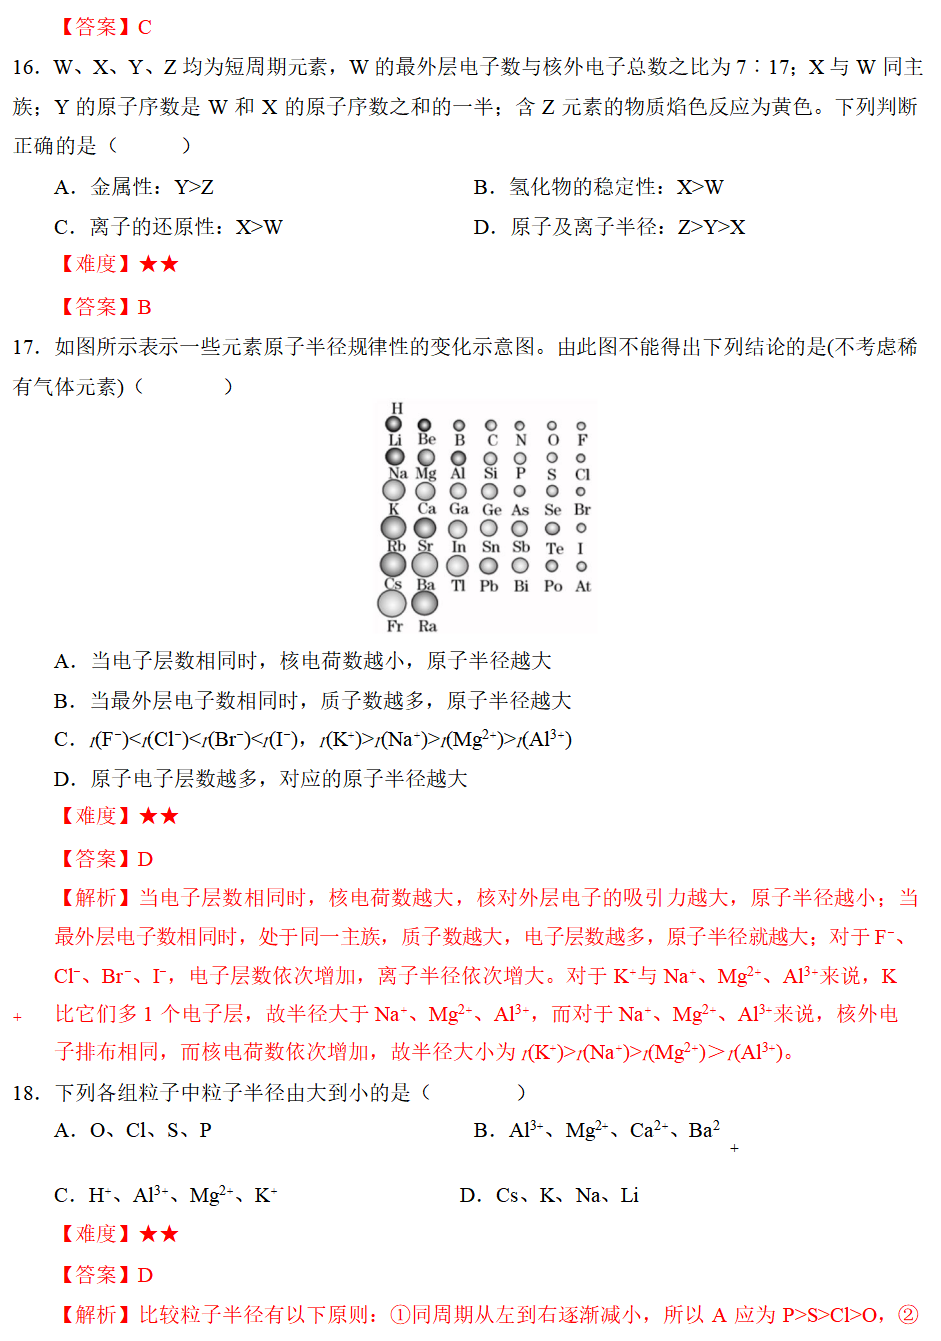 【答案】C
16．W、X、Y、Z 均为短周期元素，W 的最外层电子数与核外电子总数之比为 7∶17；X 与 W 同主
族；Y 的原子序数是 W 和 X 的原子序数之和的一半；含 Z 元素的物质焰色反应为黄色。下列判断
正确的是（　　　）
A．金属性：Y>Z　　B．氢化物的稳定性：X>W
C．离子的还原性：X>W　　D．原子及离子半径：Z>Y>X
【难度】★★
【答案】B
17．如图所示表示一些元素原子半径规律性的变化示意图。由此图不能得出下列结论的是(不考虑稀
有气体元素)（　　　）
H
Li Be B C N O F
Na Mg Al Si P S Cl
K Ca Ga Ge As Se Br
Rb Sr In Sn Sb Te I
Cs Ba Tl Pb Bi Po At
Fr Ra
A．当电子层数相同时，核电荷数越小，原子半径越大
B．当最外层电子数相同时，质子数越多，原子半径越大
C．r(F⁻)<r(Cl⁻)<r(Br⁻)<r(I⁻)，r(K⁺)>r(Na⁺)>r(Mg²⁺)>r(Al³⁺)
D．原子电子层数越多，对应的原子半径越大
【难度】★★
【答案】D
【解析】当电子层数相同时，核电荷数越大，核对外层电子的吸引力越大，原子半径越小；当
最外层电子数相同时，处于同一主族，质子数越大，电子层数越多，原子半径就越大；对于 F⁻、
Cl⁻、Br⁻、I⁻，电子层数依次增加，离子半径依次增大。对于 K⁺与 Na⁺、Mg²⁺、Al³⁺来说，K
⁺ 比它们多 1 个电子层，故半径大于 Na⁺、Mg²⁺、Al³⁺，而对于 Na⁺、Mg²⁺、Al³⁺来说，核外电
子排布相同，而核电荷数依次增加，故半径大小为 r(K⁺)>r(Na⁺)>r(Mg²⁺)＞r(Al³⁺)。
18．下列各组粒子中粒子半径由大到小的是（　　　）
A．O、Cl、S、P　　B．Al³⁺、Mg²⁺、Ca²⁺、Ba²
⁺
C．H⁺、Al³⁺、Mg²⁺、K⁺　　D．Cs、K、Na、Li
【难度】★★
【答案】D
【解析】比较粒子半径有以下原则：①同周期从左到右逐渐减小，所以 A 应为 P>S>Cl>O，②